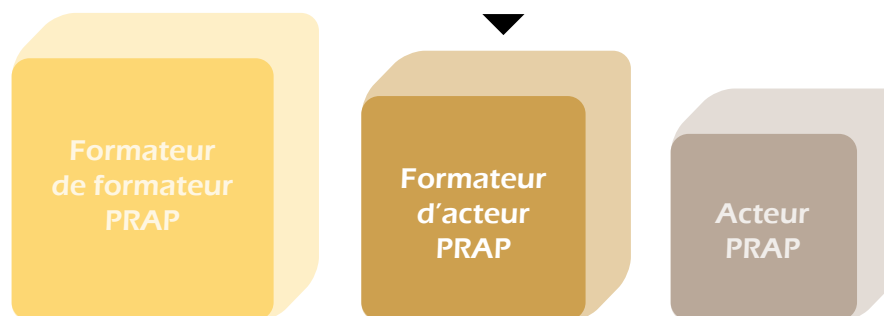 Formateur
de formateur
PRAP
Formateur
d'acteur
PRAP
Acteur
PRAP